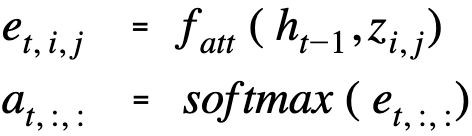 e_{t,i,j} = f_{att} ( h_{t-1}, z_{i,j})
a_{t,:,:} = softmax ( e_{t,:,:})